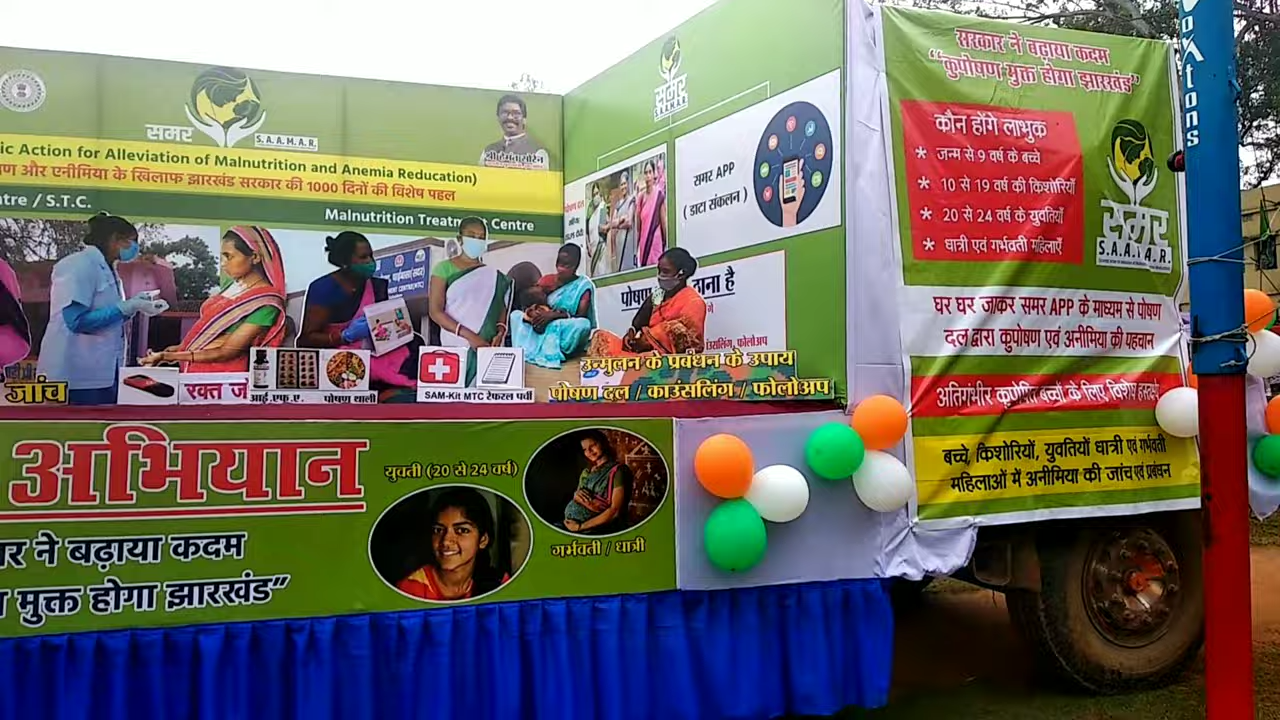 समर
S.A.A.M.A.R.
श्री हेमन्त सोरेन
ic Action for Alleviation of Malnutrition and Anemia Reducation)
षण और एनीमिया के खिलाफ झारखंड सरकार की 1000 दिनों की विशेष पहल
ntre / S.T.C.
Malnutrition Treatment Centre
जांच
रक्त ज
आई.एफ.ए.
पोषण थाली
SAM-Kit
MTC रेफरल पर्ची
समर
S.A.A.M.A.R.
समर APP
( डाटा संकलन )
पोषण
ठाना है
उन्मुलन के प्रबंधन के उपाय
पोषण दल / काउंसलिंग / फोलोअप
अभियान
र ने बढ़ाया कदम
मुक्त होगा झारखंड”
युवती (20 से 24 वर्ष)
गर्भवती / धात्री
सरकार ने बढ़ाया कदम
“कुपोषण मुक्त होगा झारखंड”
कौन होंगे लाभुक
* जन्म से 9 वर्ष के बच्चे
* 10 से 19 वर्ष की किशोरियाँ
* 20 से 24 वर्ष के युवतियाँ
* धात्री एवं गर्भवती महिलाएँ
समर
S.A.A.M.A.R.
घर घर जाकर समर APP के माध्यम से पोषण
दल द्वारा कुपोषण एवं अनीमिया की पहचान
अतिगंभीर कुपोषित बच्चों के लिए विशेष हस्तक्षेप
बच्चे, किशोरियों, युवतियों धात्री एवं गर्भवती
महिलाओं में अनीमिया की जांच एवं प्रबंधन